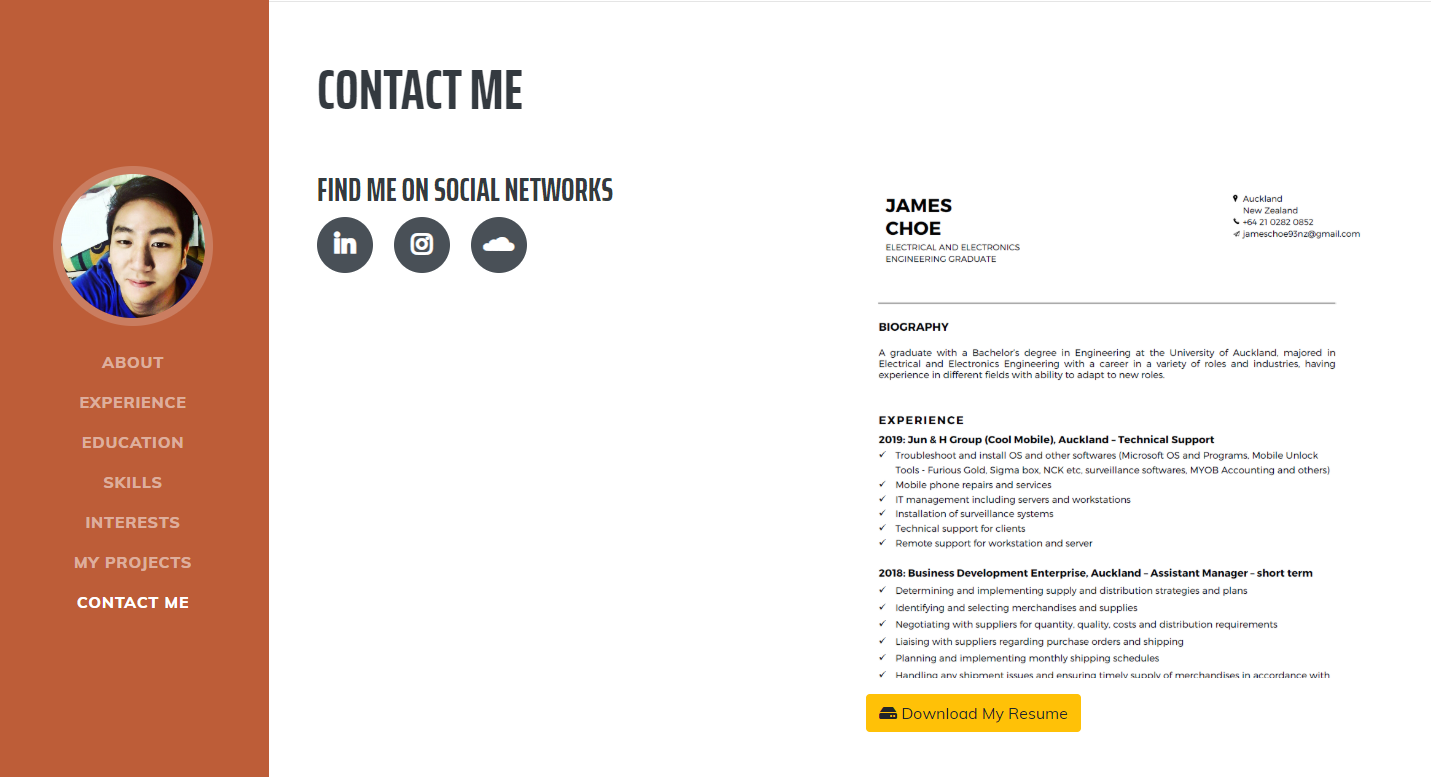 ABOUT
EXPERIENCE
EDUCATION
SKILLS
INTERESTS
MY PROJECTS
CONTACT ME
CONTACT ME
FIND ME ON SOCIAL NETWORKS
in
JAMES
CHOE
ELECTRICAL AND ELECTRONICS
ENGINEERING GRADUATE
Auckland
New Zealand
+64 21 0282 0852
jameschoe93nz@gmail.com
BIOGRAPHY
A graduate with a Bachelor's degree in Engineering at the University of Auckland, majored in
Electrical and Electronics Engineering with a career in a variety of roles and industries, having
experience in different fields with ability to adapt to new roles.
EXPERIENCE
2019: Jun & H Group (Cool Mobile), Auckland – Technical Support
✓ Troubleshoot and install OS and other softwares (Microsoft OS and Programs, Mobile Unlock
Tools - Furious Gold, Sigma box, NCK etc, surveillance softwares, MYOB Accounting and others)
✓ Mobile phone repairs and services
✓ IT management including servers and workstations
✓ Installation of surveillance systems
✓ Technical support for clients
✓ Remote support for workstation and server
2018: Business Development Enterprise, Auckland – Assistant Manager – short term
✓ Determining and implementing supply and distribution strategies and plans
✓ Identifying and selecting merchandises and supplies
✓ Negotiating with suppliers for quantity, quality, costs and distribution requirements
✓ Liaising with suppliers regarding purchase orders and shipping
✓ Planning and implementing monthly shipping schedules
✓ Handling any shipment issues and ensuring timely supply of merchandises in accordance with
Download My Resume